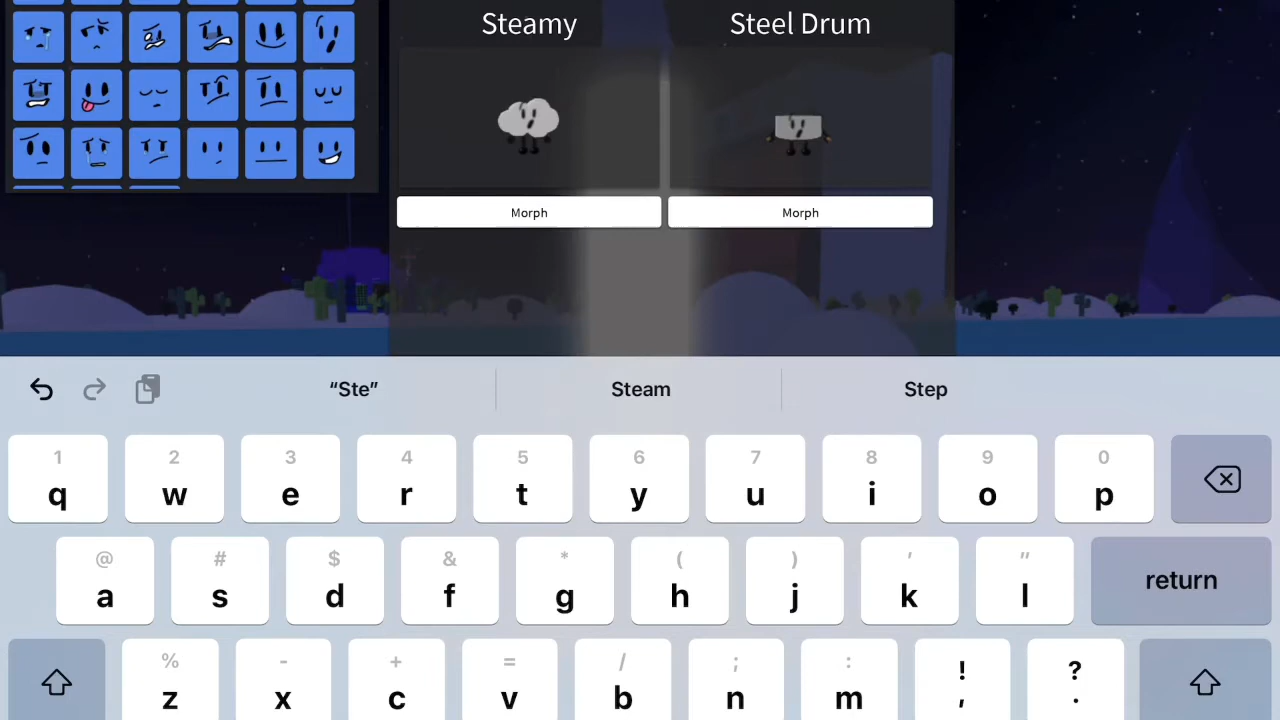 Steamy Steel Drum
Morph Morph
“Ste” Steam Step
1 2 3 4 5 6 7 8 9 0
q w e r t y u i o p
@ # $ & * ( ) ' "
a s d f g h j k l return
% - + = / ; : ! ?
z x c v b n m , .